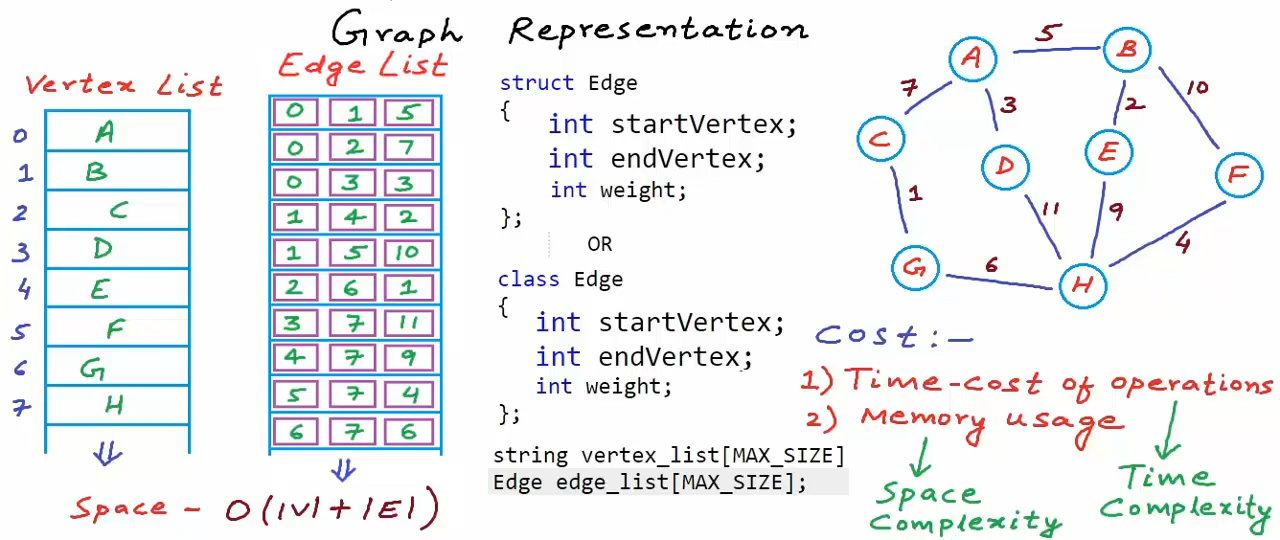 Graph Representation
Vertex List
0 A
1 B
2 C
3 D
4 E
5 F
6 G
7 H
Edge List
0 1 5
0 2 7
0 3 3
1 4 2
1 5 10
2 6 1
3 7 11
4 7 9
5 7 4
6 7 6
Space - O(|V| + |E|)
struct Edge
{
int startVertex;
int endVertex;
int weight;
};
OR
class Edge
{
int startVertex;
int endVertex;
int weight;
};
string vertex_list[MAX_SIZE]
Edge edge_list[MAX_SIZE];
5
A B
7 3 2 10
C D E F
1 11 9 4
G 6 H
Cost:-
1) Time-cost of operations
2) Memory usage
Space
Complexity
Time
Complexity